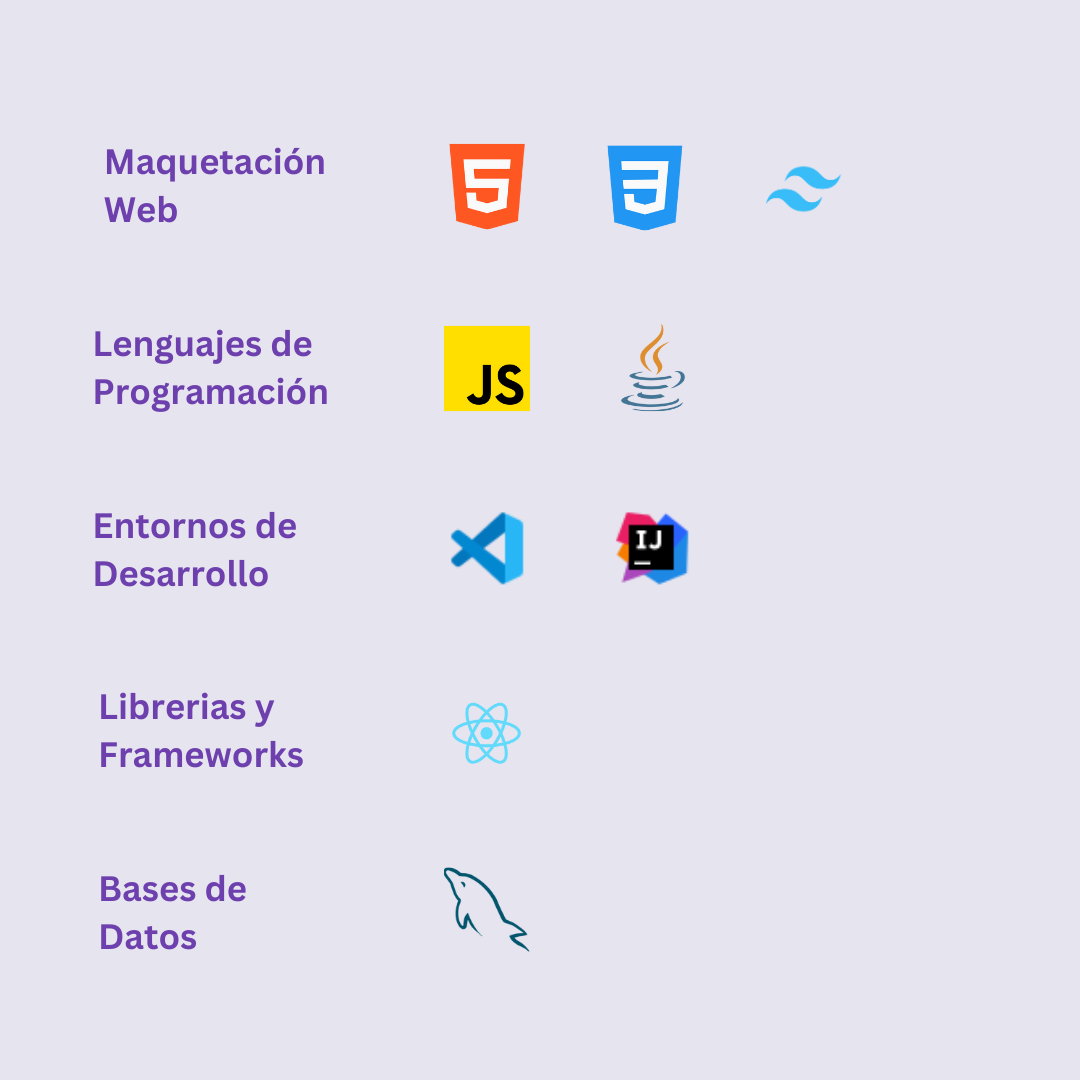 Maquetación
Web
Lenguajes de
Programación
JS
Entornos de
Desarrollo
IJ
Librerias y
Frameworks
Bases de
Datos